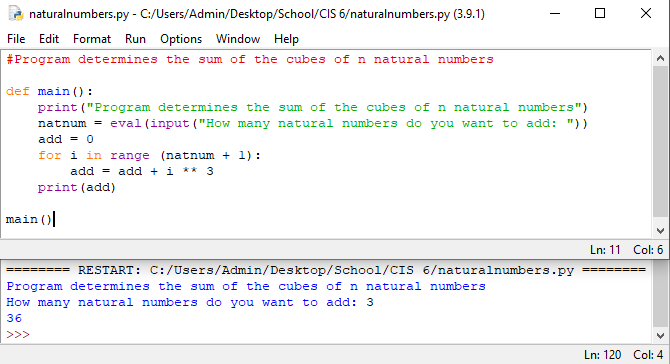 naturalnumbers.py - C:/Users/Admin/Desktop/School/CIS 6/naturalnumbers.py (3.9.1)
File Edit Format Run Options Window Help
#Program determines the sum of the cubes of n natural numbers
def main():
    print("Program determines the sum of the cubes of n natural numbers")
    natnum = eval(input("How many natural numbers do you want to add: "))
    add = 0
    for i in range (natnum + 1):
        add = add + i ** 3
    print(add)
main()
Ln: 11 Col: 6
======== RESTART: C:/Users/Admin/Desktop/School/CIS 6/naturalnumbers.py ========
Program determines the sum of the cubes of n natural numbers
How many natural numbers do you want to add: 3
36
>>>
Ln: 120 Col: 4